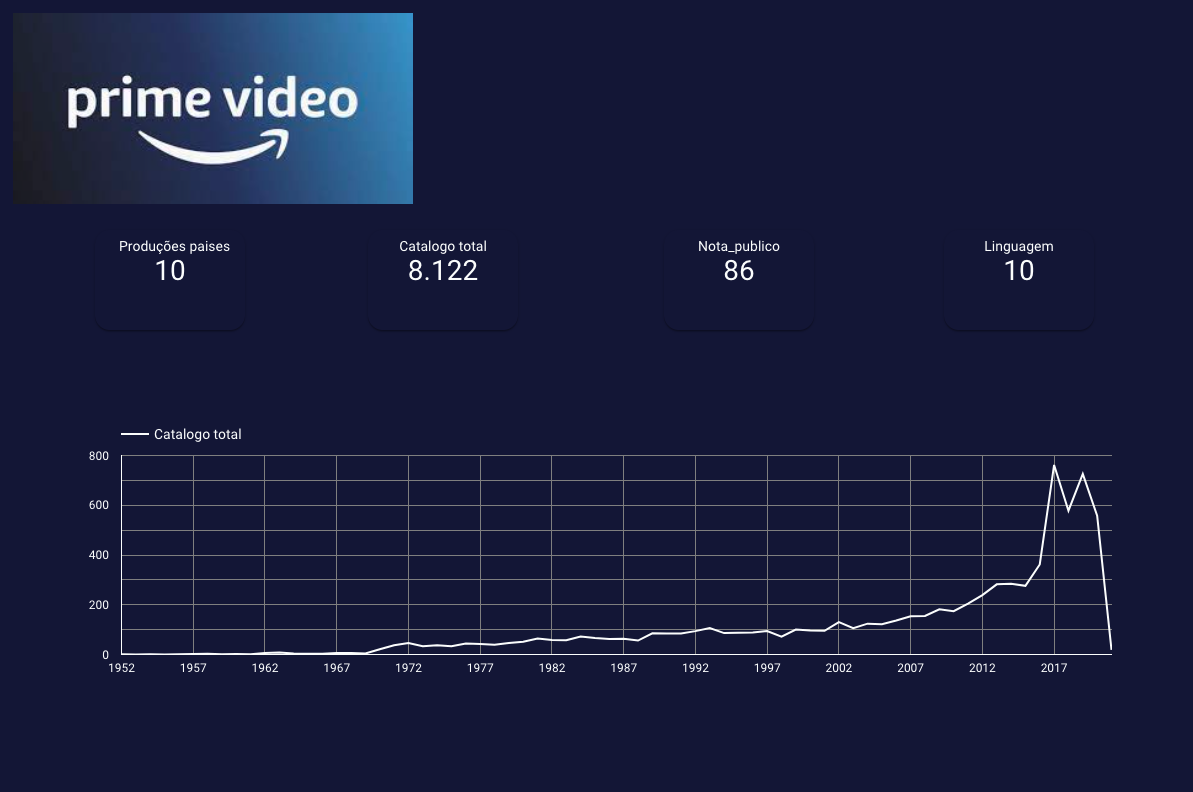 prime video
Produções paises
10
Catalogo total
8.122
Nota_publico
86
Linguagem
10
Catalogo total
800
600
400
200
0
1952 1957 1962 1967 1972 1977 1982 1987 1992 1997 2002 2007 2012 2017